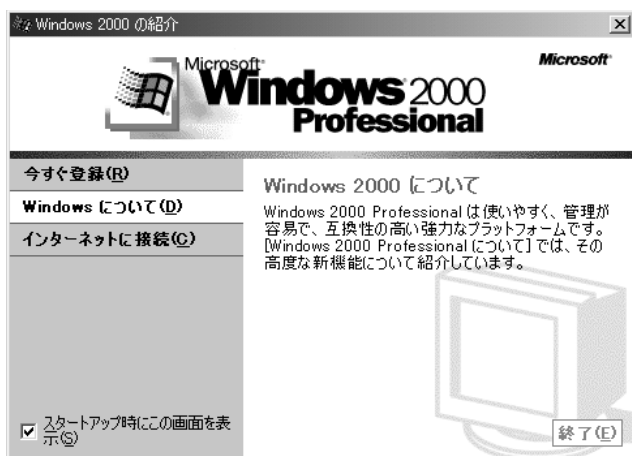 Windows 2000 の紹介
Microsoft
Windows 2000
Professional
Microsoft
今すぐ登録(R)
Windows について(D)
インターネットに接続(C)
Windows 2000 について
Windows 2000 Professional は使いやすく、管理が
容易で、互換性の高い強力なプラットフォームです。
[Windows 2000 Professional について] では、その
高度な新機能について紹介しています。
スタートアップ時にこの画面を表
示(S)
終了(E)